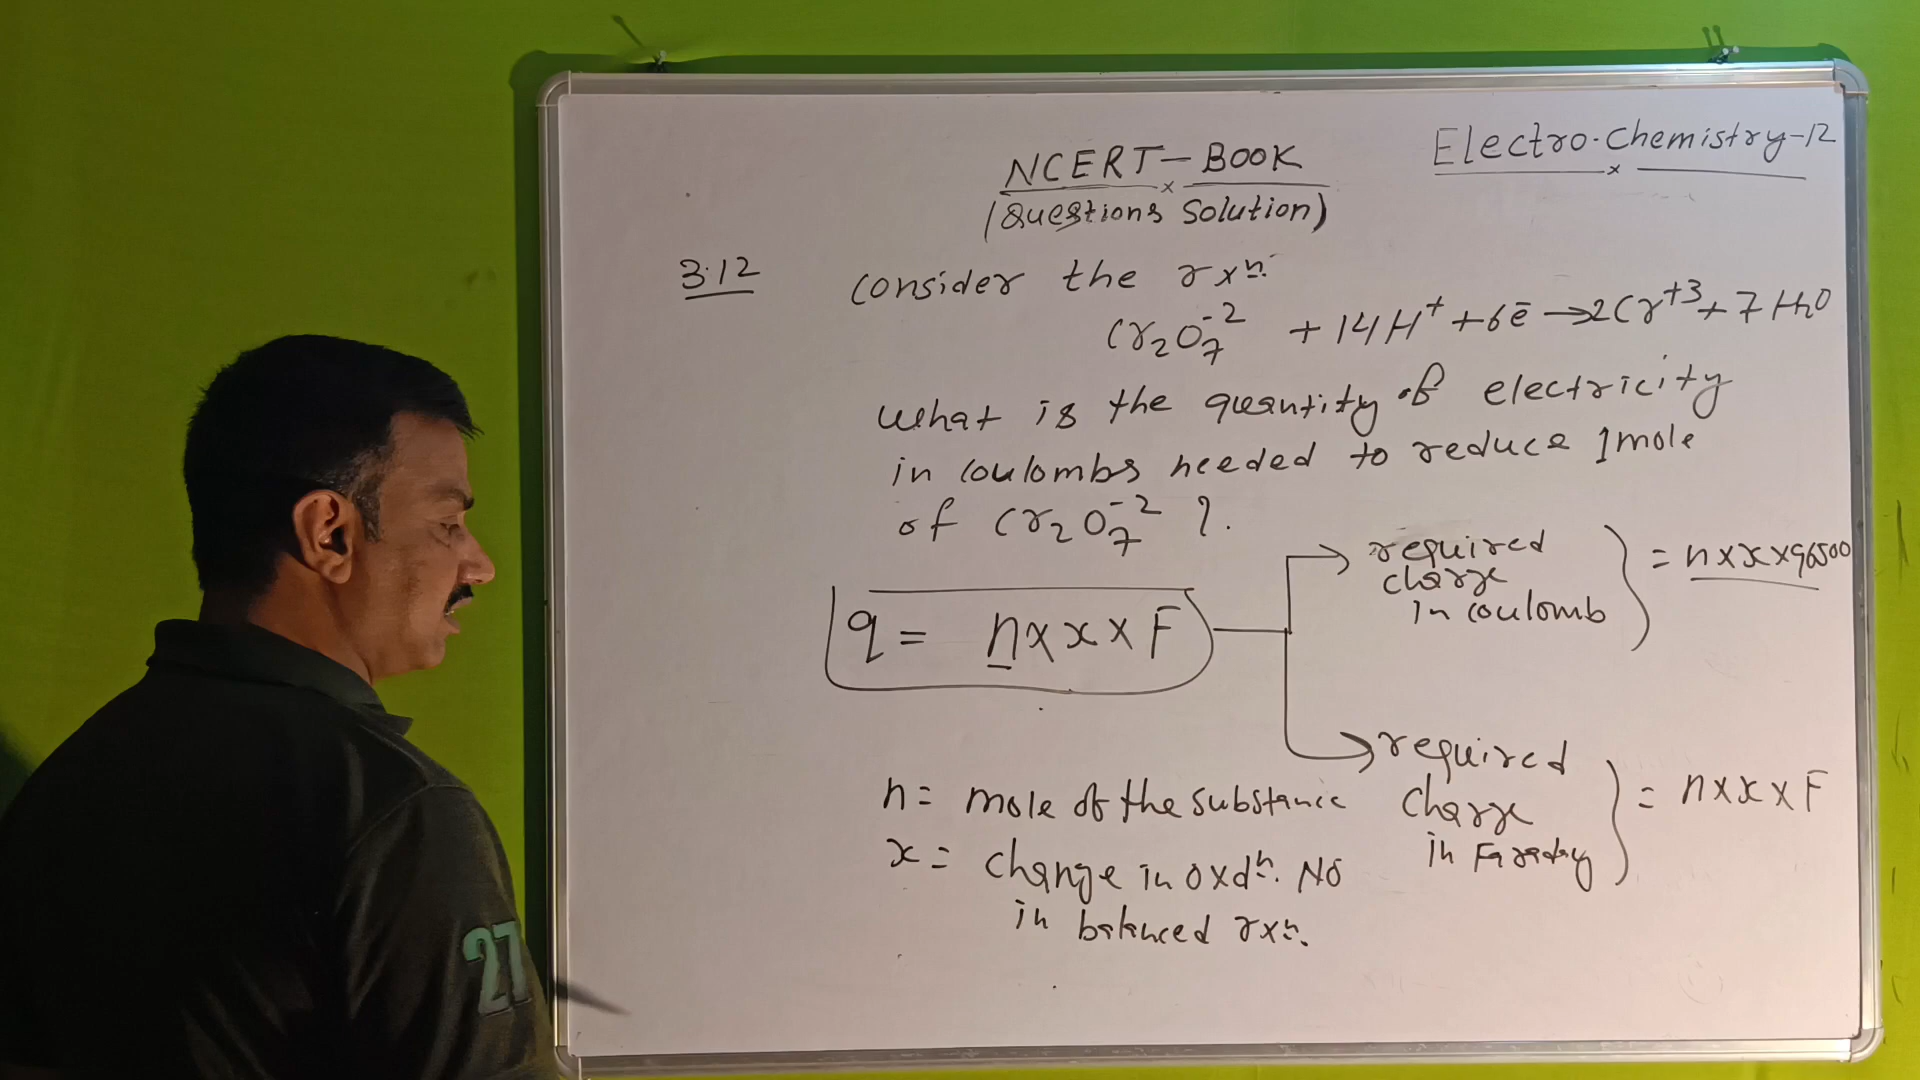 Electro-Chemistry-12
NCERT-BOOK
(Questions Solution)
3.12 Consider the rxn.
Cr2O7^-2 + 14H^+ + 6ē → 2Cr^+3 + 7H2O
What is the quantity of electricity
in coulombs needed to reduce 1mole
of Cr2O7^-2 ?.
q = n×x×F
required
charge
in coulomb
= n×x×96500
n = mole of the substance
x = change in oxdn. No
in balanced rxn.
required
charge
in Faraday
= n×x×F
27